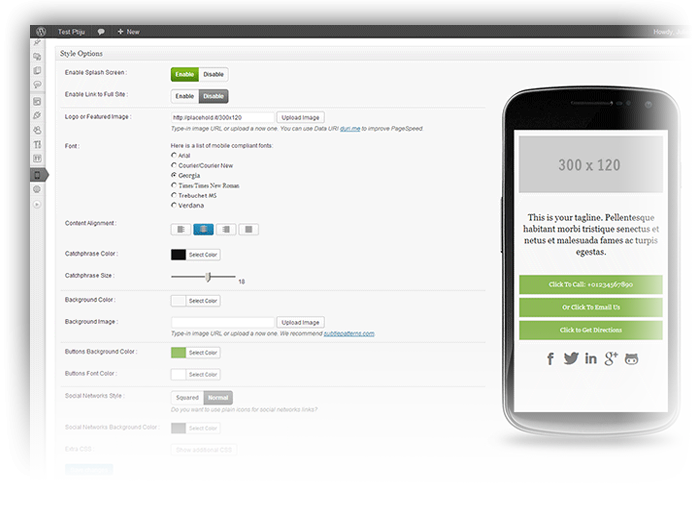 Test Ptiju
New
Howdy,
Style Options
Enable Splash Screen :
Enable Disable
Enable Link to Full Site :
Enable Disable
Logo or Featured Image :
http://placehold.it/300x120
Upload Image
Type-in image URL or upload a now one. You can use Data URI duri.me to improve PageSpeed
Font :
Here is a list of mobile compliant fonts:
Arial
Courier/Courier New
Georgia
Times/Times New Roman
Trebuchet MS
Verdana
Content Alignment :
Catchphrase Color :
Select Color
Catchphrase Size :
18
Background Color :
Select Color
Background Image :
Upload Image
Type-in image URL or upload a now one. We recommend subtlepatterns.com.
Buttons Background Color :
Select Color
Buttons Font Color :
Select Color
Social Networks Style :
Squared Normal
Do you want to use plain-icons for social networks links?
Social Networks Background Color :
Select Color
Extra CSS :
Show additional CSS
300 x 120
This is your tagline. Pellentesque
habitant morbi tristique senectus et
netus et malesuada fames ac turpis
egestas.
Click To Call: +01234567890
Or Click To Email Us
Click to Get Directions